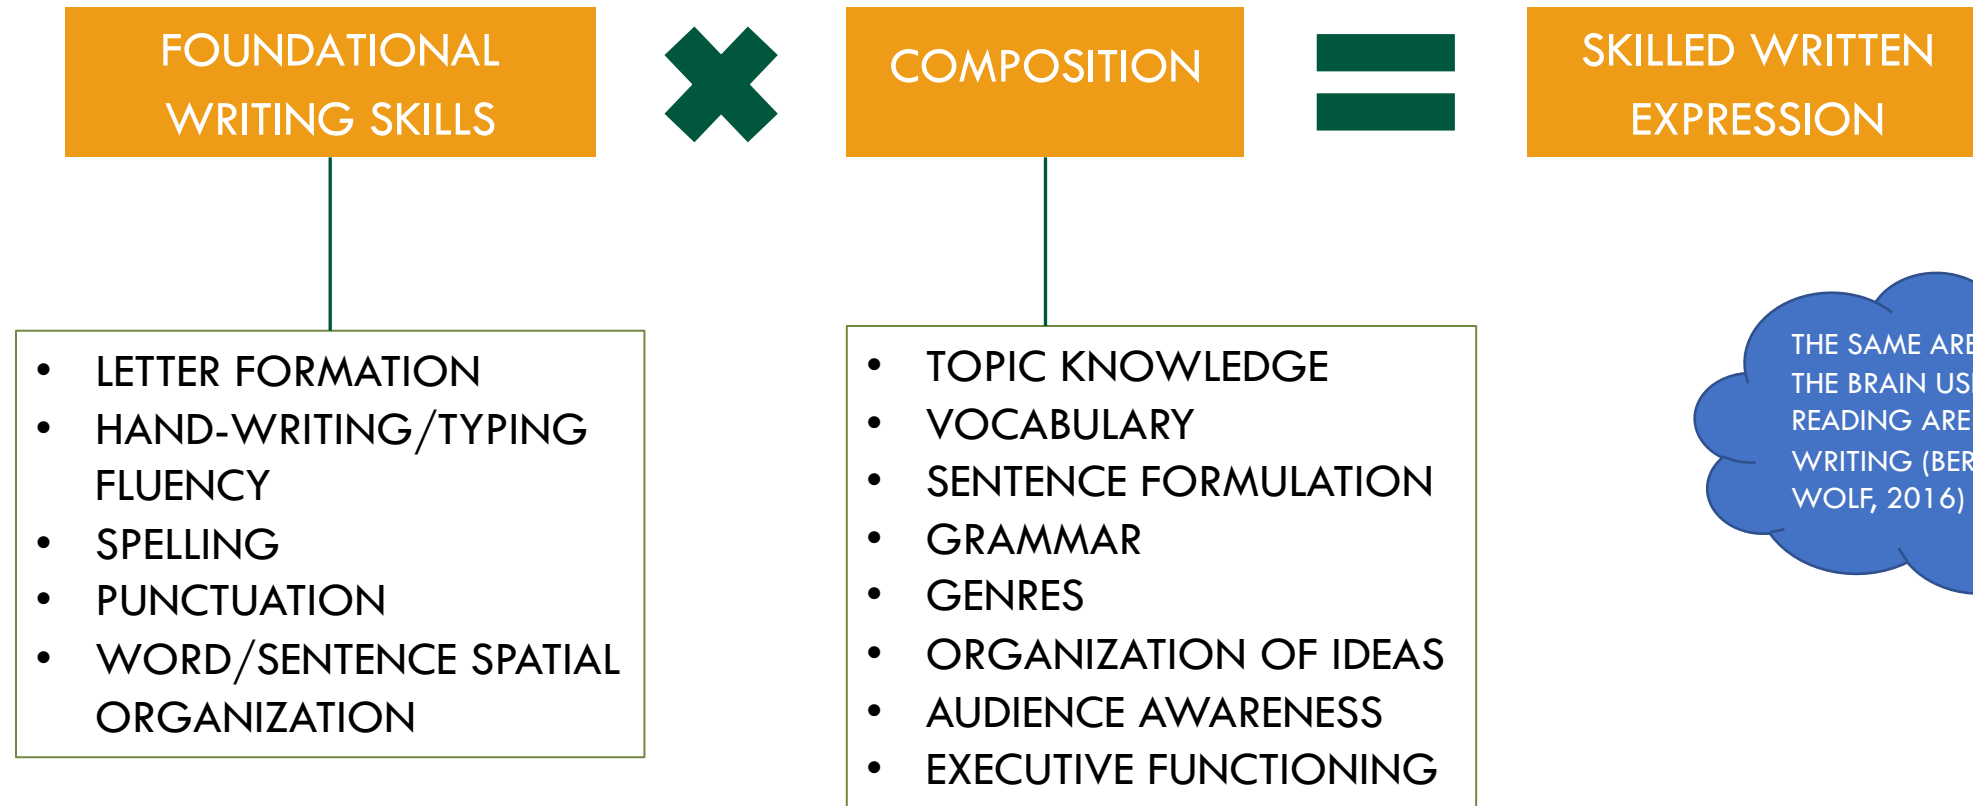 FOUNDATIONAL
WRITING SKILLS
COMPOSITION
SKILLED WRITTEN
EXPRESSION
• LETTER FORMATION
• HAND-WRITING/TYPING
FLUENCY
• SPELLING
• PUNCTUATION
• WORD/SENTENCE SPATIAL
ORGANIZATION
• TOPIC KNOWLEDGE
• VOCABULARY
• SENTENCE FORMULATION
• GRAMMAR
• GENRES
• ORGANIZATION OF IDEAS
• AUDIENCE AWARENESS
• EXECUTIVE FUNCTIONING
THE SAME
THE BRAIN
READING
WRITING
WOLF, 2016)